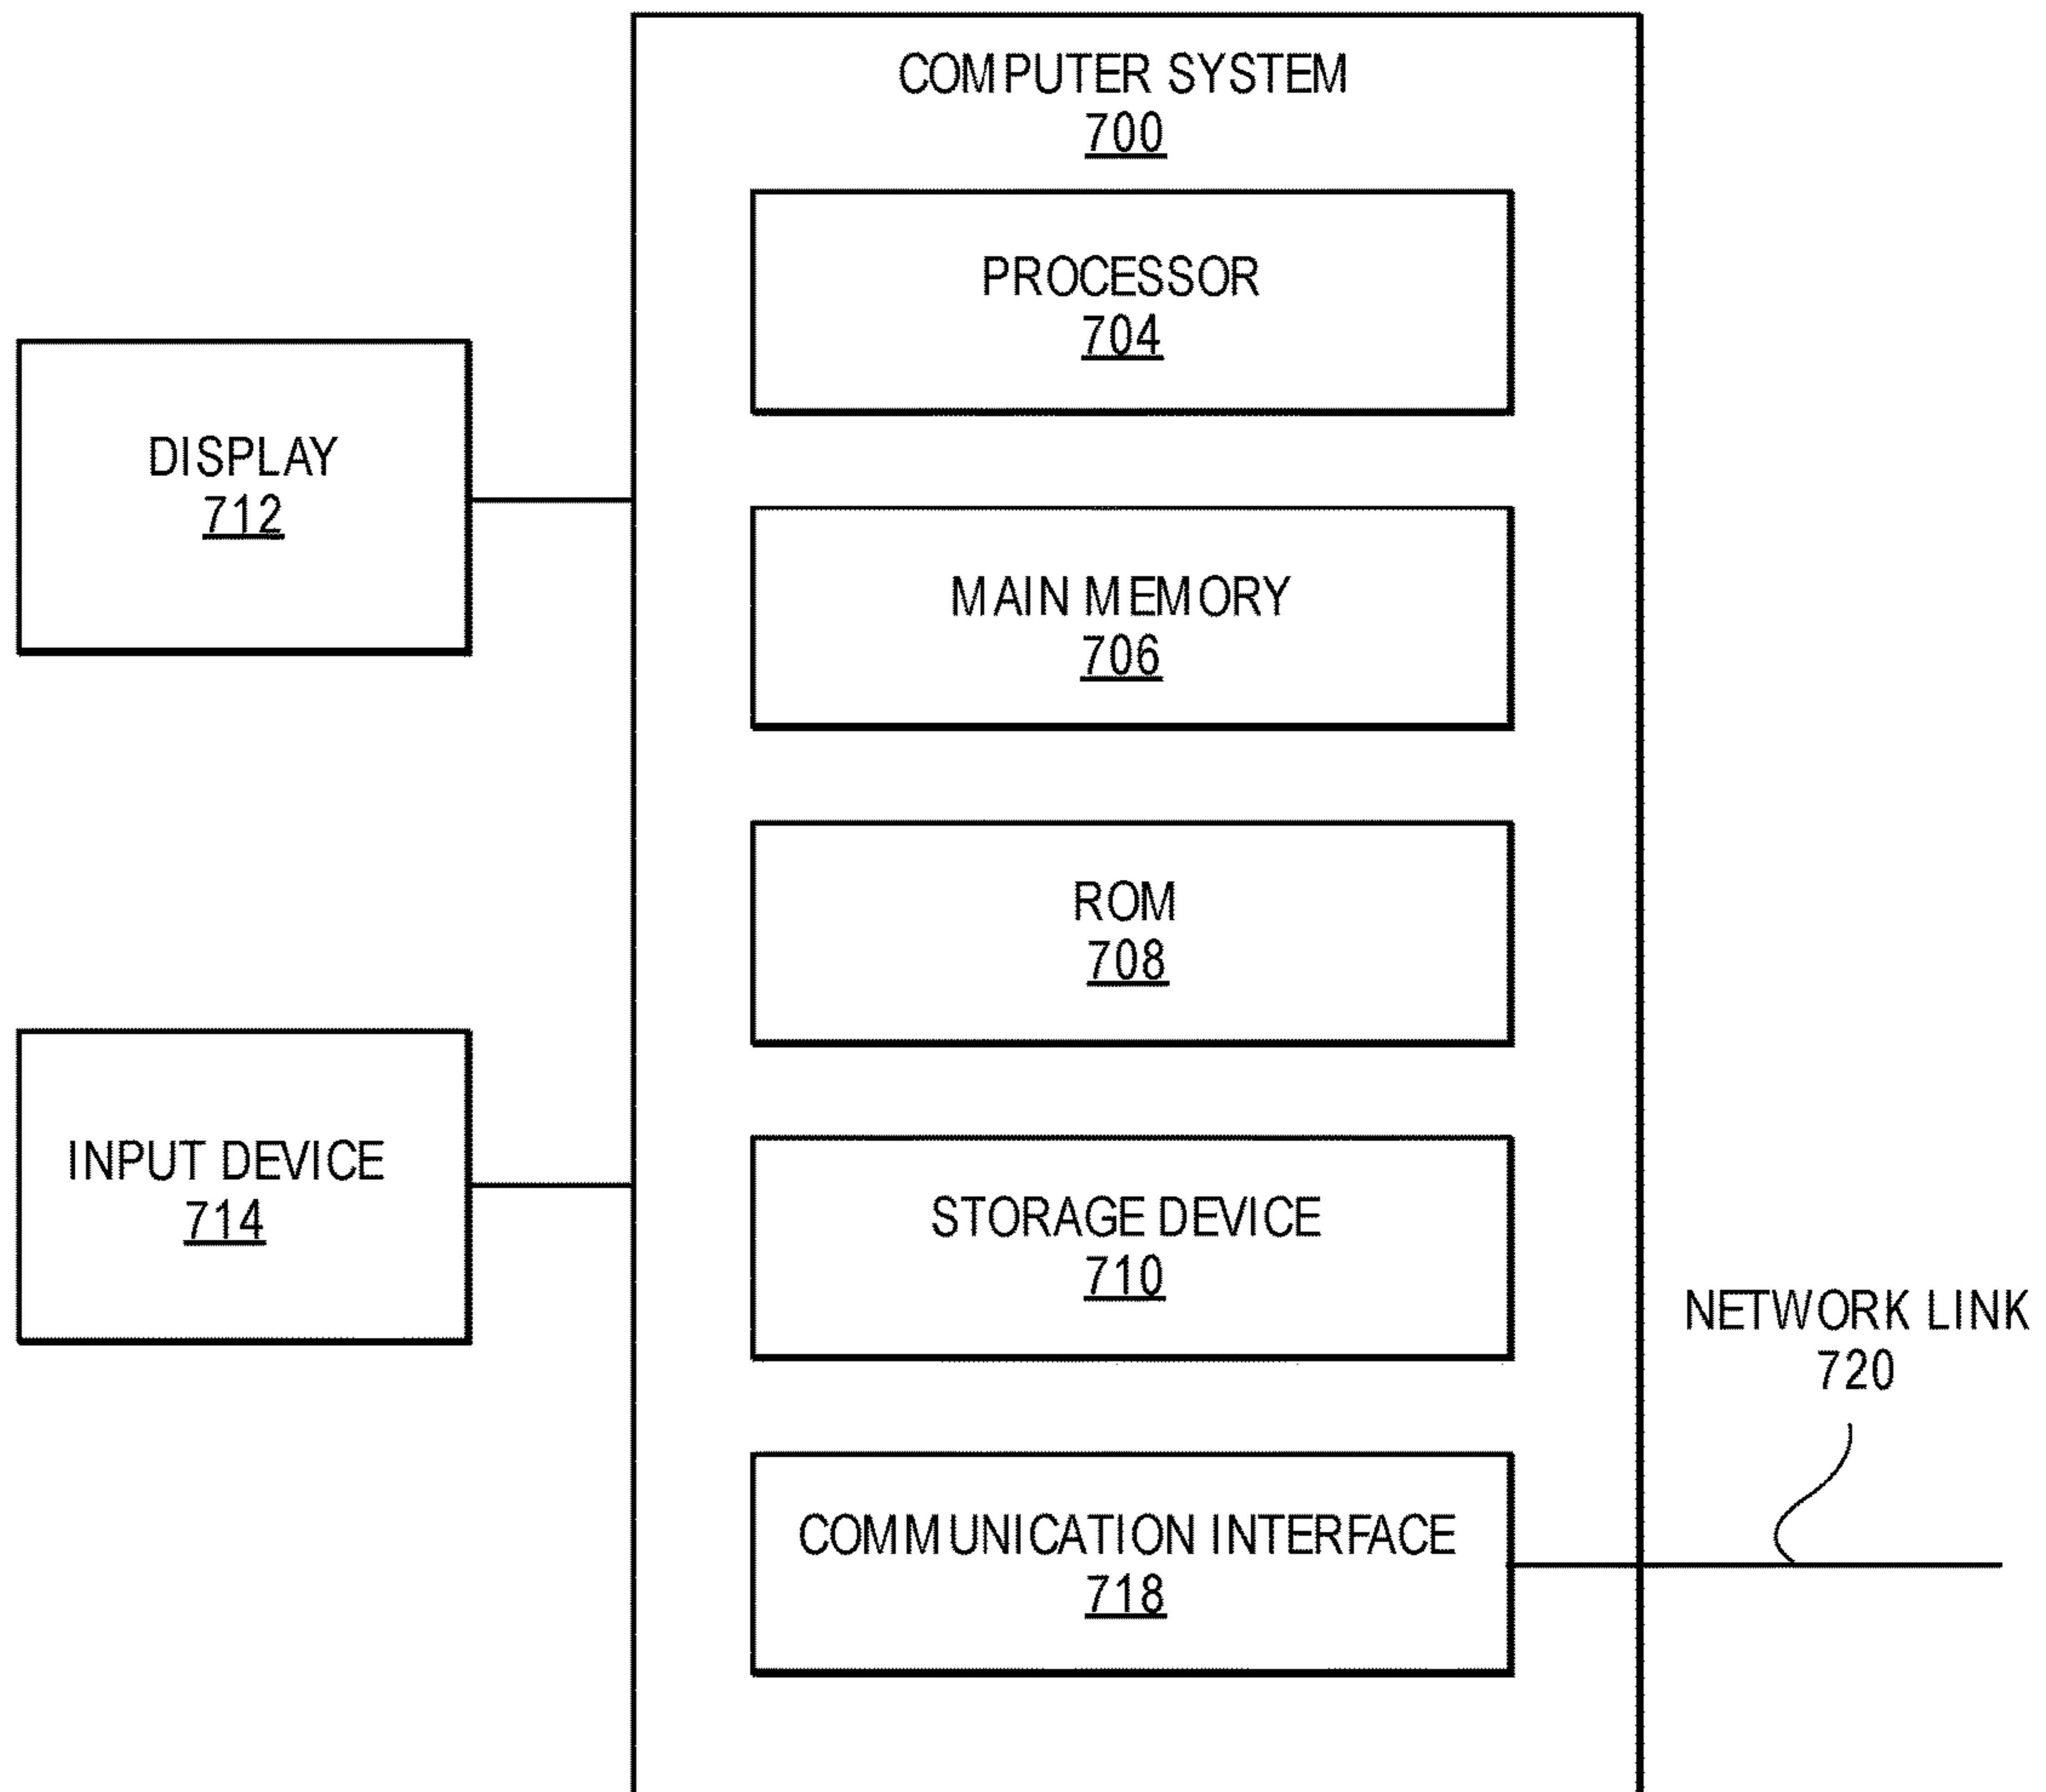 COMPUTER SYSTEM
700
PROCESSOR
704
DISPLAY
712
MAIN MEMORY
706
ROM
708
INPUT DEVICE
714
STORAGE DEVICE
710
NETWORK LINK
720
COMMUNICATION INTERFACE
718